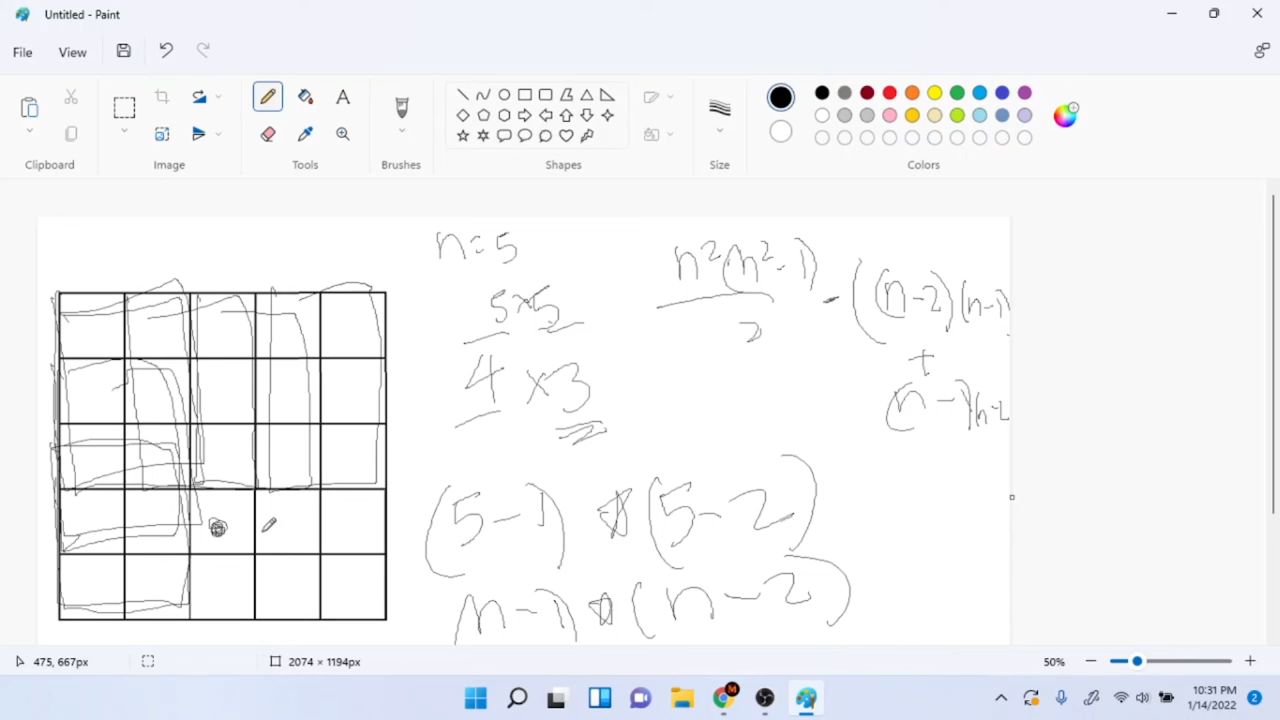 Untitled - Paint
File View
Clipboard Image Tools Brushes Shapes Size Colors
n=5
5×5
4 ×3
(5-1) * (5-2)
n-1) * (n-2)
n²(n²-1)
2
- ((n-2)(n-1)
+
(n-1)(n-2
475, 667px 2074 × 1194px 50%
10:31 PM
1/14/2022 2